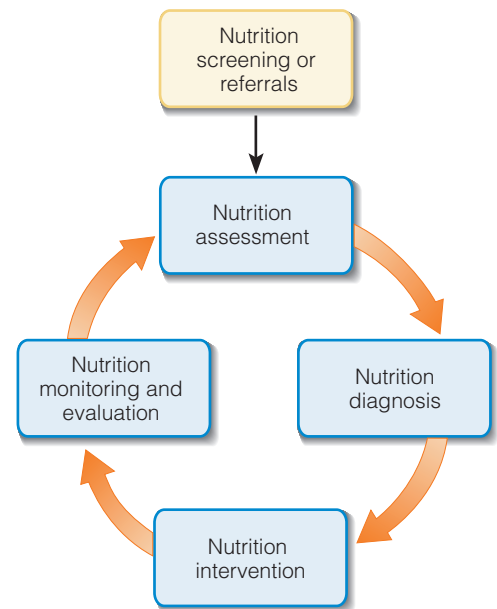 Nutrition
screening or
referrals
Nutrition
assessment
Nutrition
diagnosis
Nutrition
intervention
Nutrition
monitoring and
evaluation